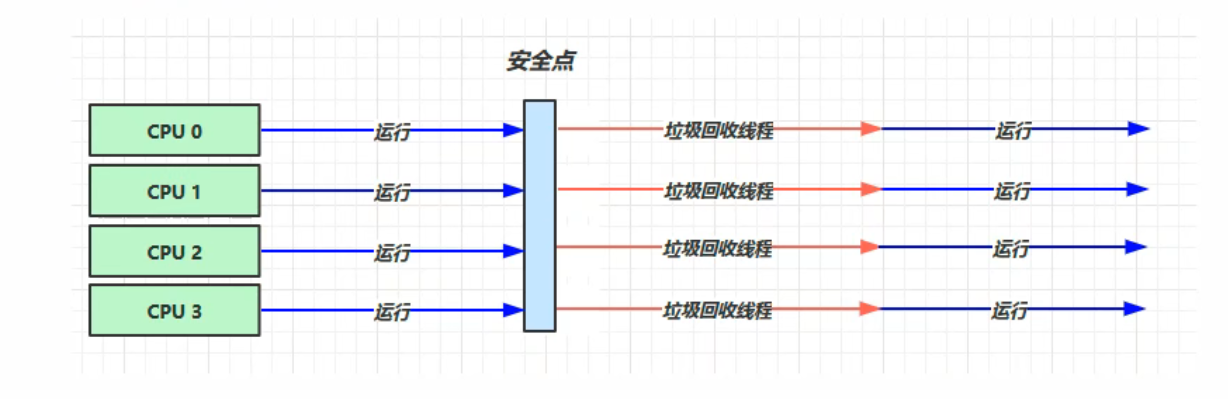 安全点
CPU 0 运行 垃圾回收线程 运行
CPU 1 运行 垃圾回收线程 运行
CPU 2 运行 垃圾回收线程 运行
CPU 3 运行 垃圾回收线程 运行